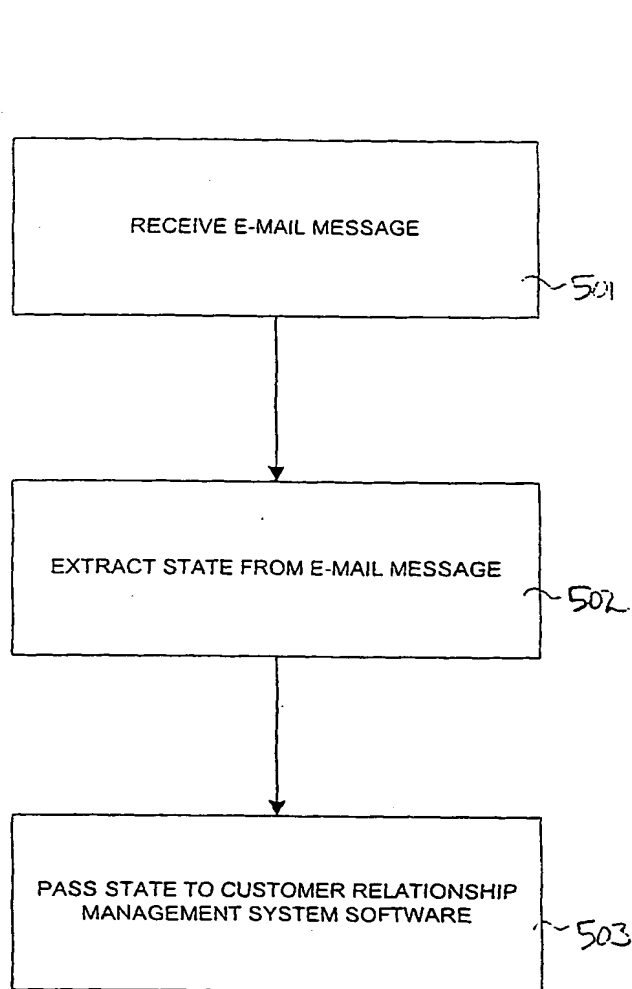 RECEIVE E-MAIL MESSAGE
501
EXTRACT STATE FROM E-MAIL MESSAGE
502
PASS STATE TO CUSTOMER RELATIONSHIP
MANAGEMENT SYSTEM SOFTWARE
503